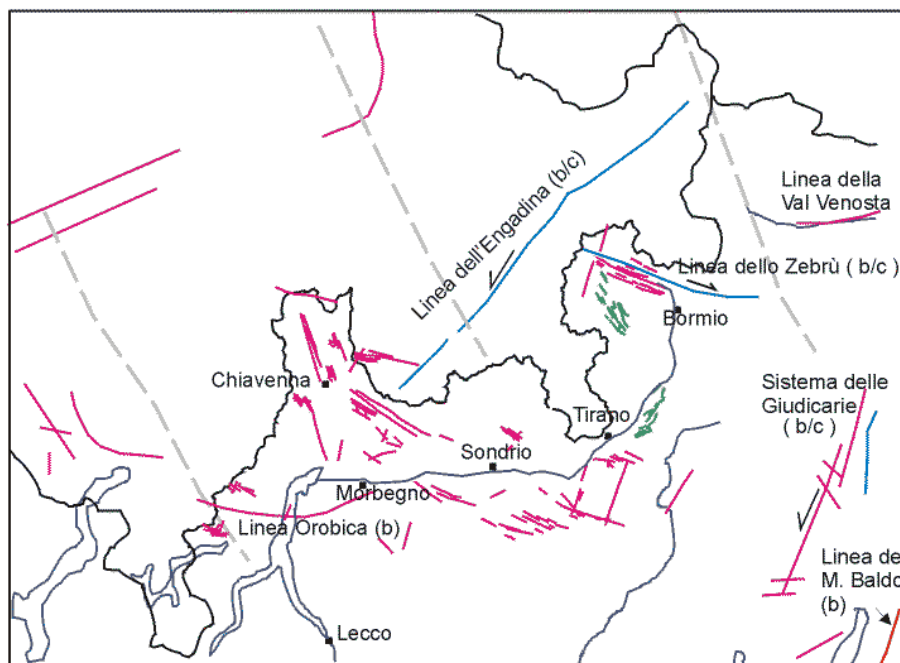 Linea della
Val Venosta
Linea dell'Engadina (b/c)
Linea dello Zebrù ( b/c )
Bormio
Chiavenna
Sistema delle
Giudicarie
( b/c )
Tirano
Sondrio
Morbegno
Linea Orobica (b)
Linea de
M. Baldo
(b)
Lecco